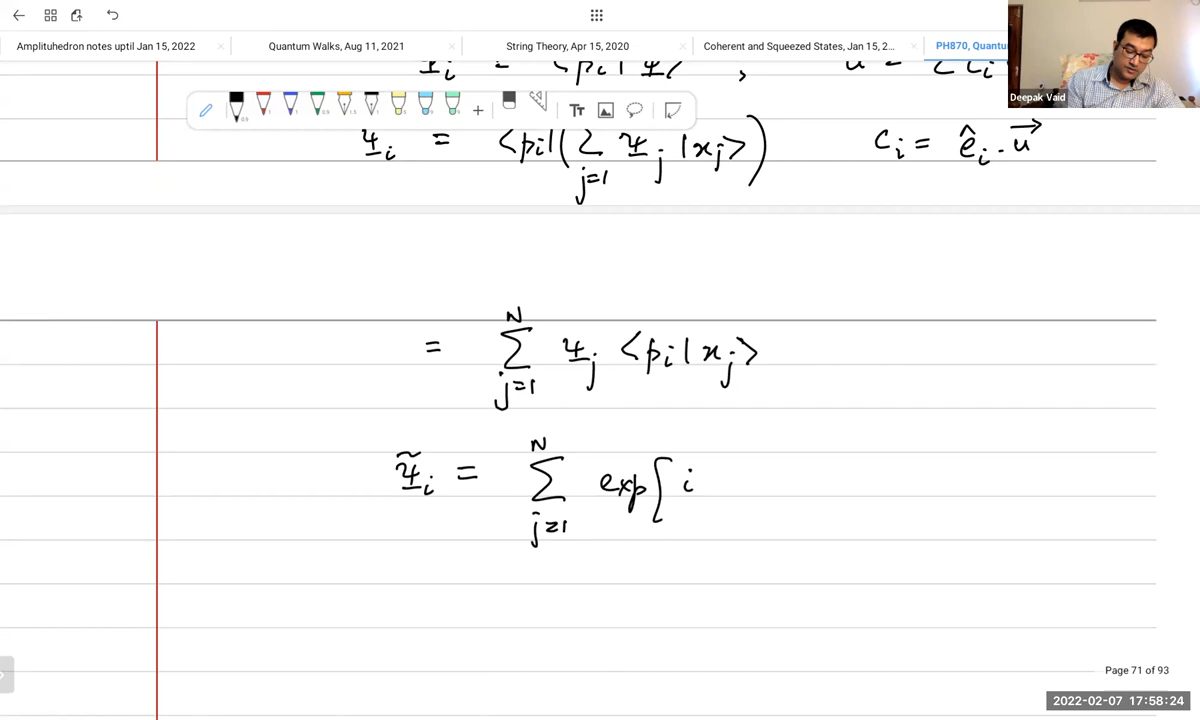 Amplituhedron notes uptil Jan 15, 2022
Quantum Walks, Aug 11, 2021
String Theory, Apr 15, 2020
Coherent and Squeezed States, Jan 15, 2...
PH870, Quantu
Deepak Vaid
Tt
Ψ̃i = <pi|Ψ>,
Ψ̃i = <pi|(Σ j=1 Ψj |xj>)
ci = êi · u⃗
= Σ j=1 N Ψj <pi|xj>
Ψ̃i = Σ j=1 N exp[ i
Page 71 of 93
2022-02-07 17:58:24